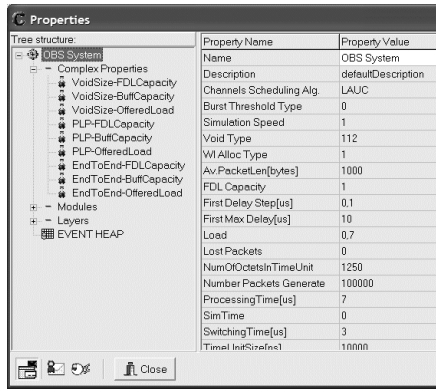 Properties
Tree structure:
OBS System
Complex Properties
VoidSize-FDLCapacity
VoidSize-BuffCapacity
VoidSize-OfferedLoad
PLP-FDLCapacity
PLP-BuffCapacity
PLP-OfferedLoad
EndToEnd-FDLCapacity
EndToEnd-BuffCapacity
EndToEnd-OfferedLoad
Modules
Layers
EVENT HEAP
Property Name Property Value
Name OBS System
Description defaultDescription
Channels Scheduling Alg. LAUC
Burst Threshold Type 0
Simulation Speed 1
Void Type 112
WI Alloc Type 1
Av.PacketLen[bytes] 1000
FDL Capacity 1
First Delay Step[us] 0,1
First Max Delay[us] 10
Load 0,7
Lost Packets 0
NumOfOctetsInTimeUnit 1250
Number Packets Generate 100000
ProcessingTime[us] 7
SimTime 0
SwitchingTime[us] 3
TimeUnitSize[ns] 10000
Close